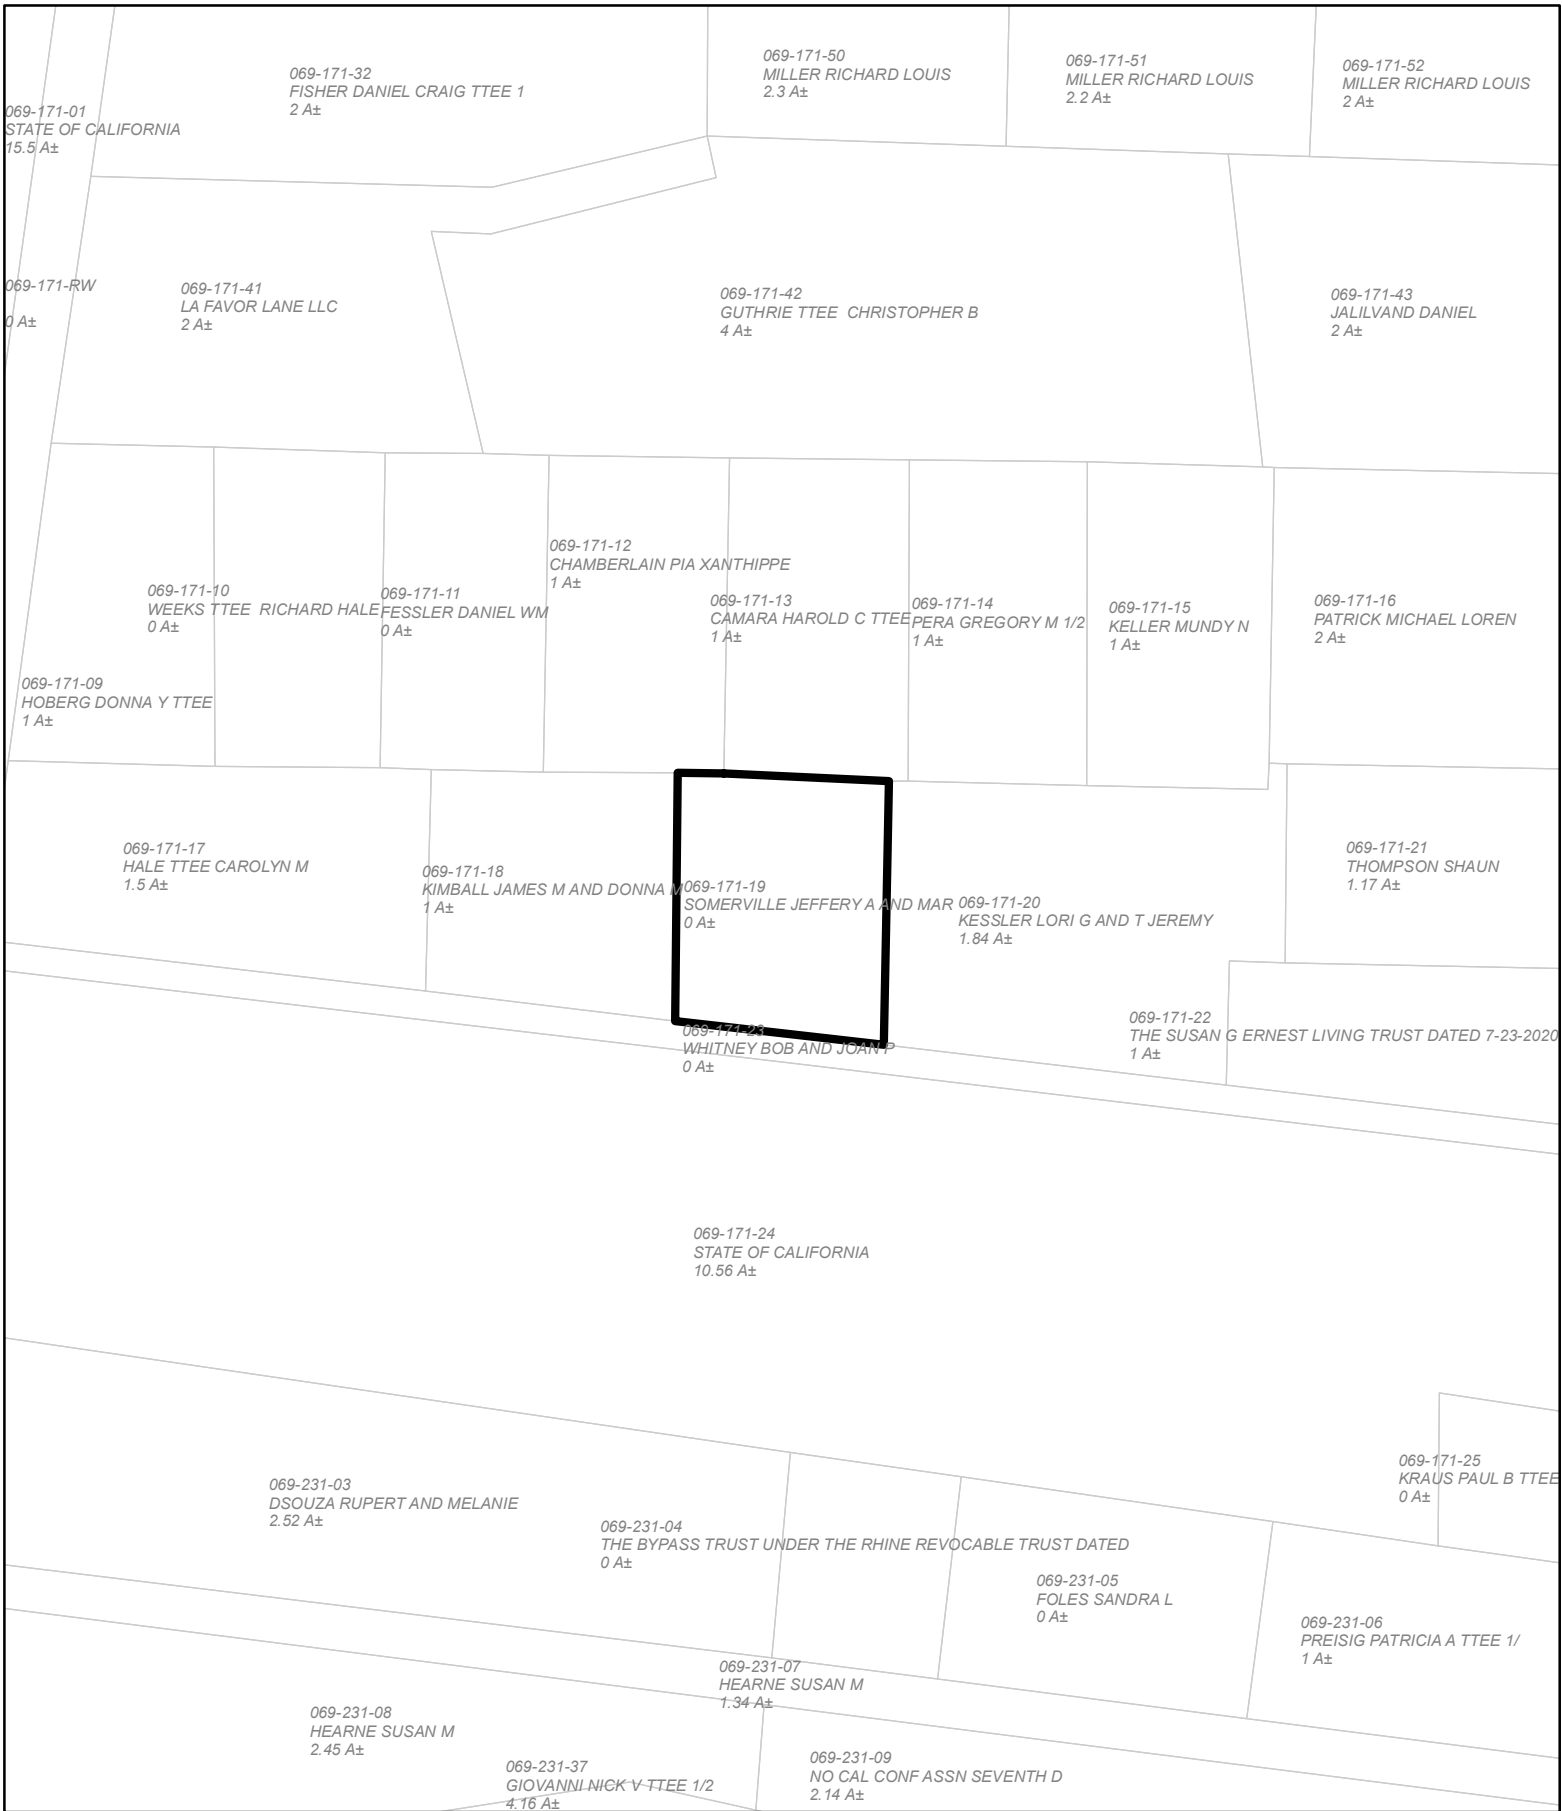 069-171-32
FISHER DANIEL CRAIG TTEE 1
2 A±
069-171-50
MILLER RICHARD LOUIS
2.3 A±
069-171-51
MILLER RICHARD LOUIS
2.2 A±
069-171-52
MILLER RICHARD LOUIS
2 A±
069-171-01
STATE OF CALIFORNIA
15.5 A±
069-171-RW
0 A±
069-171-41
LA FAVOR LANE LLC
2 A±
069-171-42
GUTHRIE TTEE  CHRISTOPHER B
4 A±
069-171-43
JALILVAND DANIEL
2 A±
069-171-12
CHAMBERLAIN PIA XANTHIPPE
1 A±
069-171-10
WEEKS TTEE  RICHARD HALE
0 A±
069-171-11
FESSLER DANIEL WM
0 A±
069-171-13
CAMARA HAROLD C TTEE
1 A±
069-171-14
PERA GREGORY M 1/2
1 A±
069-171-15
KELLER MUNDY N
1 A±
069-171-16
PATRICK MICHAEL LOREN
2 A±
069-171-09
HOBERG DONNA Y TTEE
1 A±
069-171-17
HALE TTEE CAROLYN M
1.5 A±
069-171-18
KIMBALL JAMES M AND DONNA M
1 A±
069-171-19
SOMERVILLE JEFFERY A AND MAR
0 A±
069-171-20
KESSLER LORI G AND T JEREMY
1.84 A±
069-171-21
THOMPSON SHAUN
1.17 A±
069-171-22
THE SUSAN G ERNEST LIVING TRUST DATED 7-23-2020
1 A±
069-171-23
WHITNEY BOB AND JOAN P
0 A±
069-171-24
STATE OF CALIFORNIA
10.56 A±
069-171-25
KRAUS PAUL B TTEE
0 A±
069-231-03
DSOUZA RUPERT AND MELANIE
2.52 A±
069-231-04
THE BYPASS TRUST UNDER THE RHINE REVOCABLE TRUST DATED
0 A±
069-231-05
FOLES SANDRA L
0 A±
069-231-06
PREISIG PATRICIA A TTEE 1/
1 A±
069-231-07
HEARNE SUSAN M
1.34 A±
069-231-08
HEARNE SUSAN M
2.45 A±
069-231-37
GIOVANNI NICK V TTEE 1/2
4.16 A±
069-231-09
NO CAL CONF ASSN SEVENTH D
2.14 A±